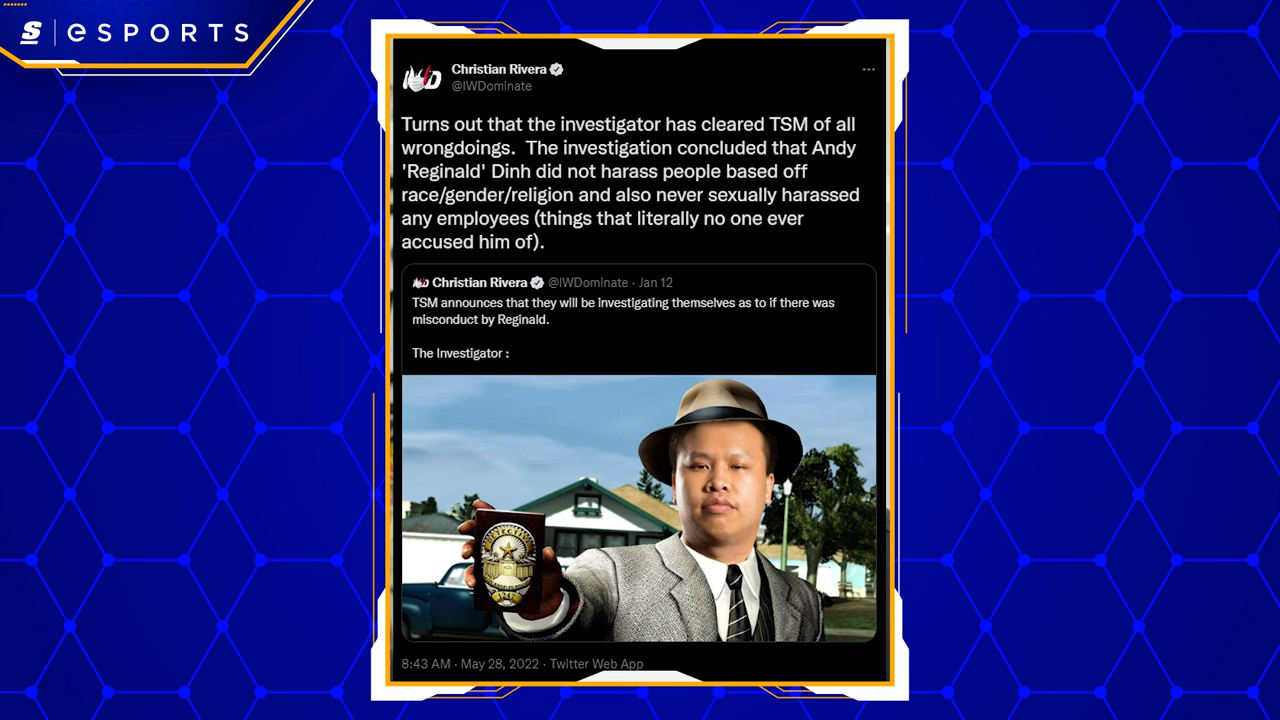 S | eSPORTS
Christian Rivera
@IWDominate
Turns out that the investigator has cleared TSM of all
wrongdoings.  The investigation concluded that Andy
'Reginald' Dinh did not harass people based off
race/gender/religion and also never sexually harassed
any employees (things that literally no one ever
accused him of).
Christian Rivera @IWDominate · Jan 12
TSM announces that they will be investigating themselves as to if there was
misconduct by Reginald.
The Investigator :
DETECTIVE
1247
8:43 AM · May 28, 2022 · Twitter Web App